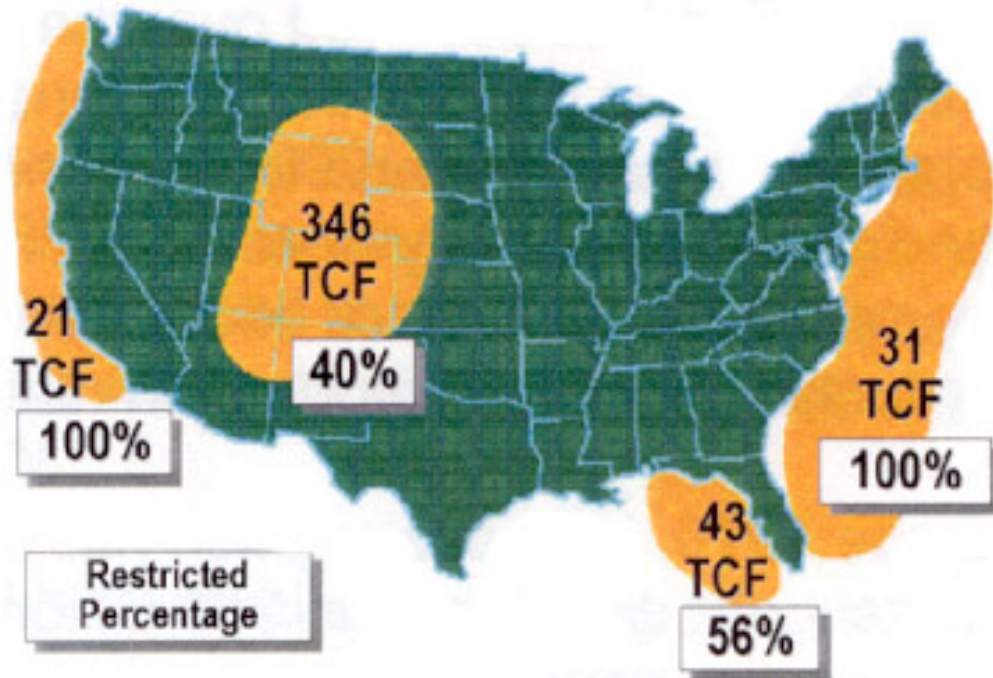 346
TCF
40%
21
TCF
100%
31
TCF
100%
43
TCF
56%
Restricted
Percentage